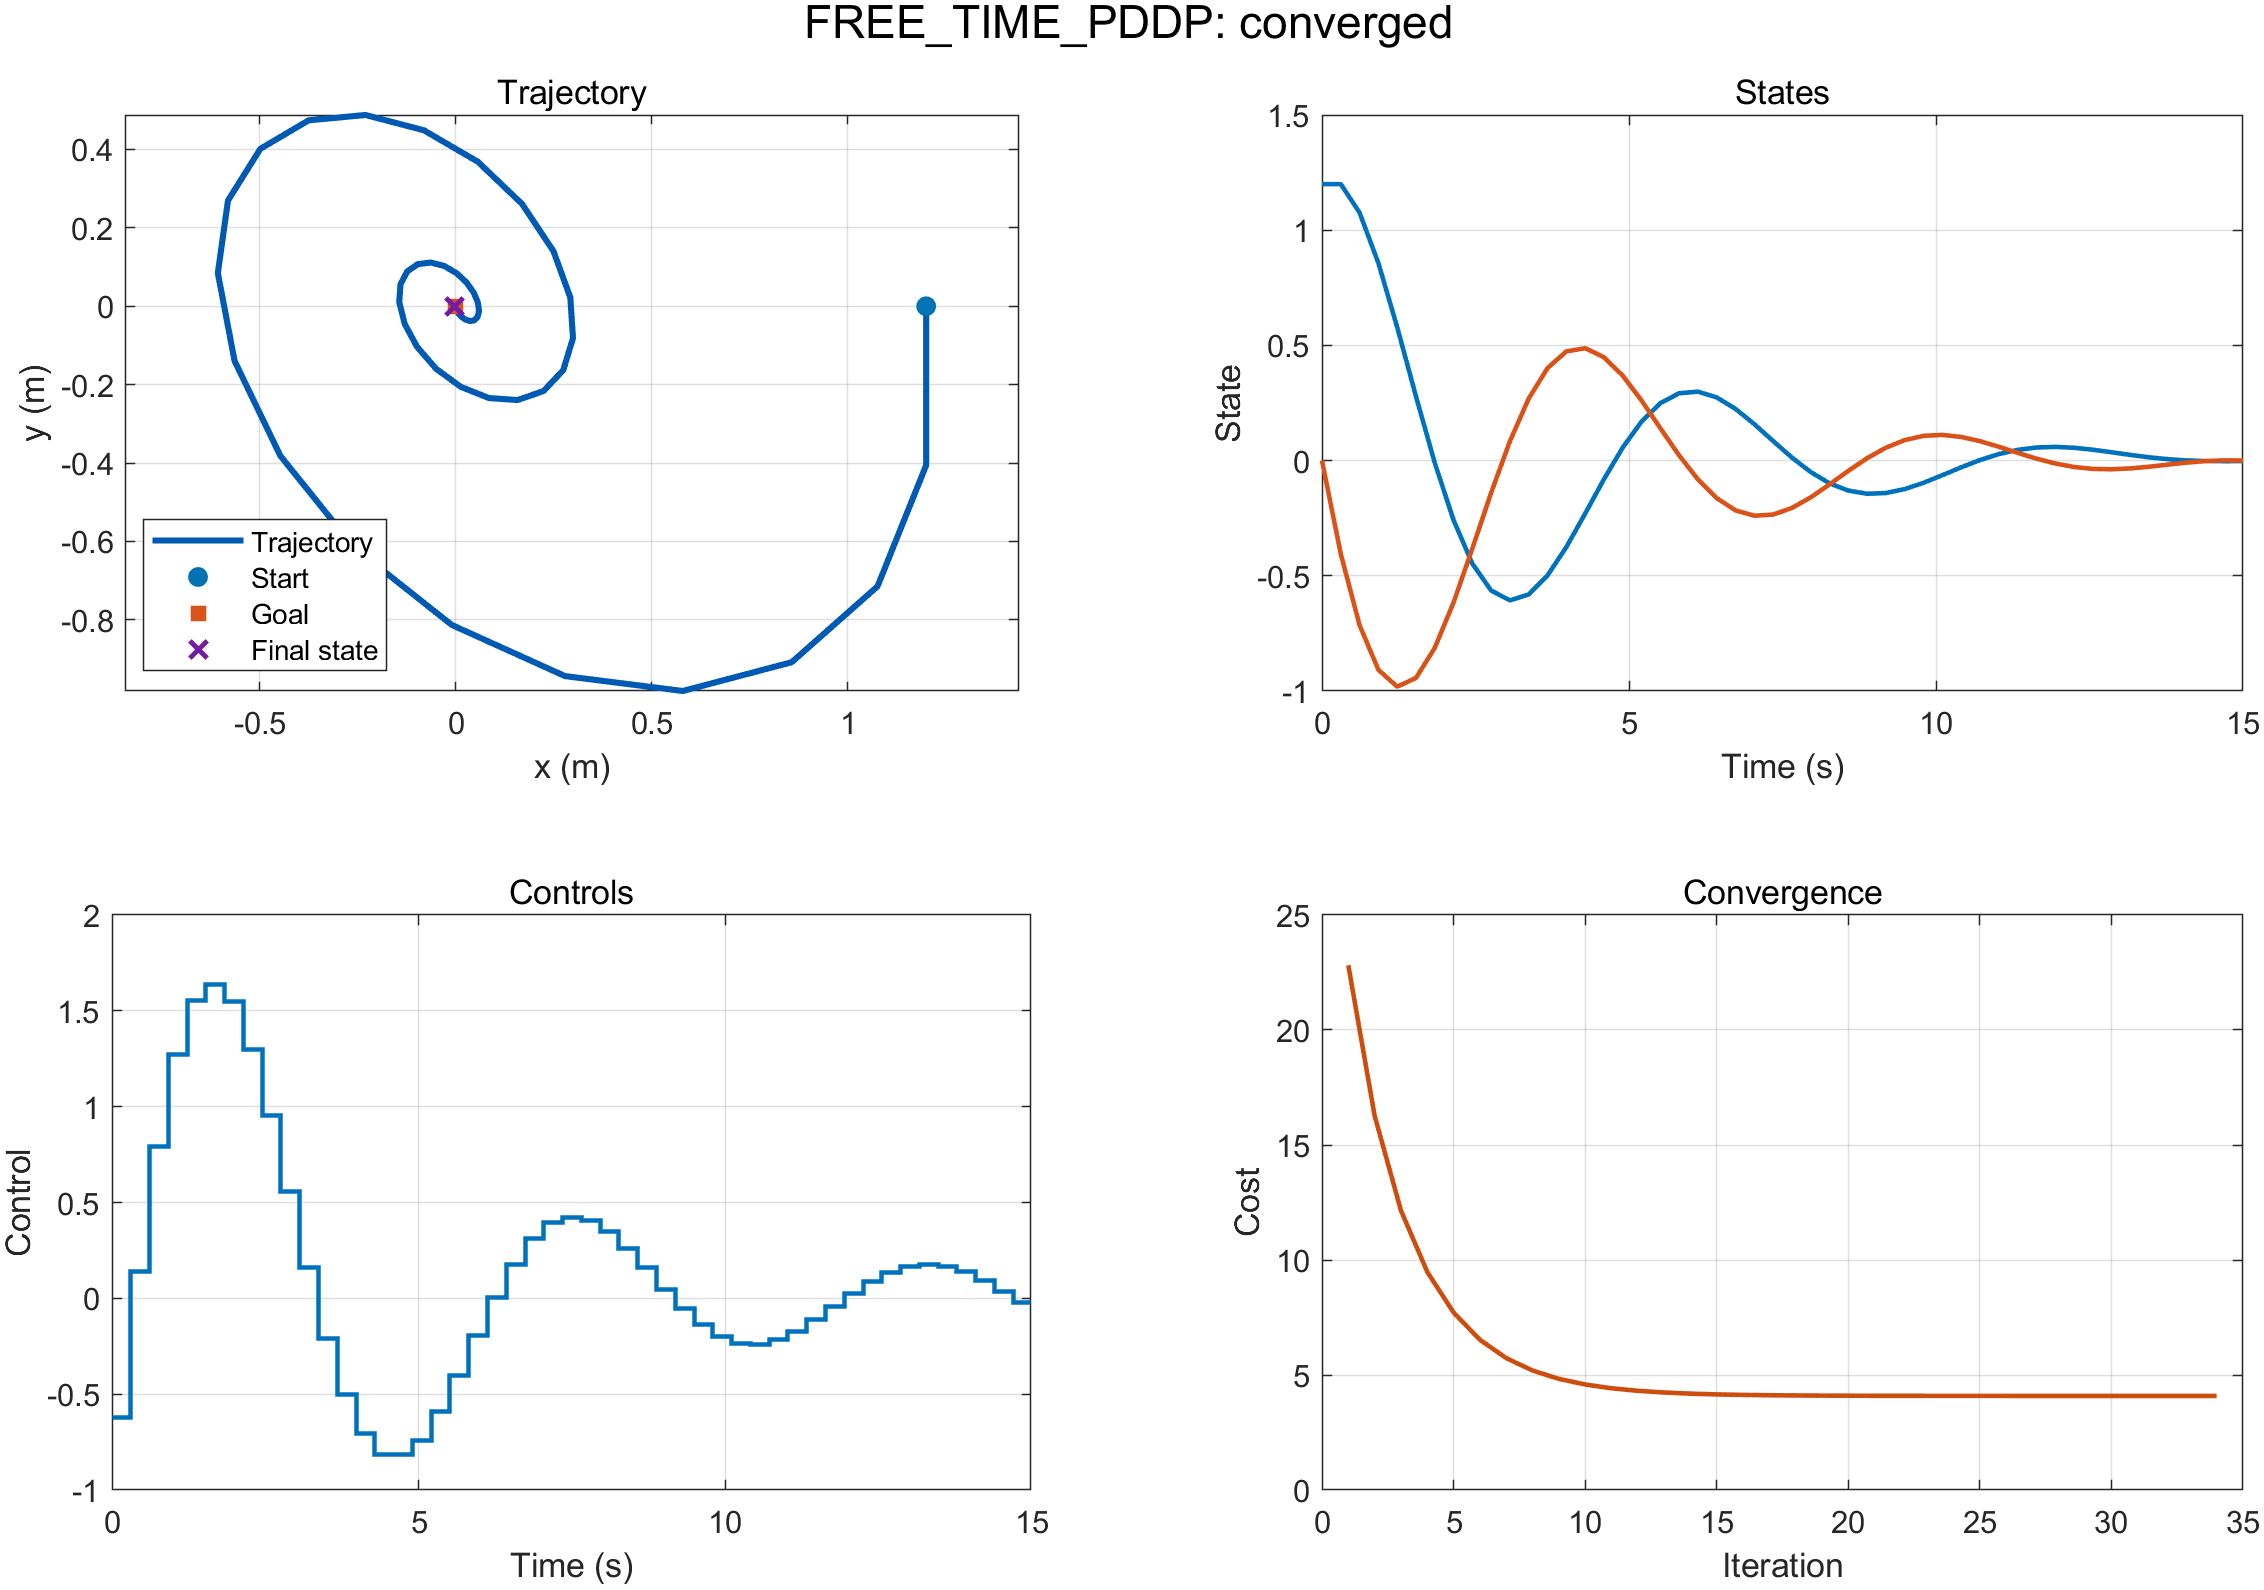 FREE_TIME_PDDP: converged
Trajectory
0.4
0.2
0
-0.2
-0.4
-0.6
-0.8
y (m)
-0.5 0 0.5 1
x (m)
Trajectory
Start
Goal
Final state
States
1.5
1
0.5
0
-0.5
-1
State
0 5 10 15
Time (s)
Controls
2
1.5
1
0.5
0
-0.5
-1
Control
0 5 10 15
Time (s)
Convergence
25
20
15
10
5
0
Cost
0 5 10 15 20 25 30 35
Iteration